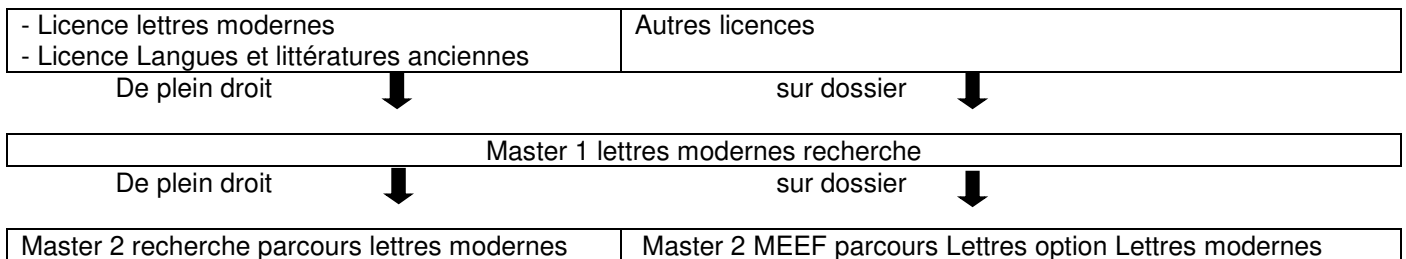 - Licence lettres modernes
- Licence Langues et littératures anciennes
Autres licences
De plein droit
sur dossier
Master 1 lettres modernes recherche
De plein droit
sur dossier
Master 2 recherche parcours lettres modernes
Master 2 MEEF parcours Lettres option Lettres modernes